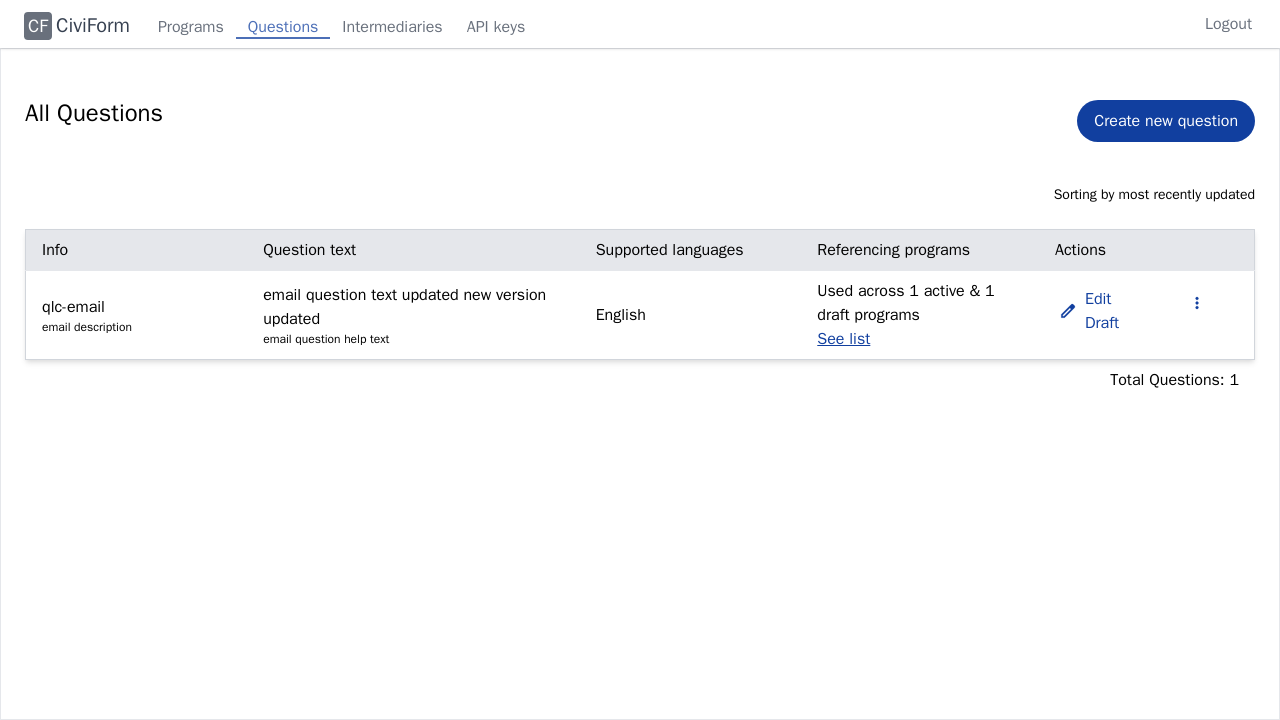 CF CiviForm Programs Questions Intermediaries API keys Logout
All Questions
Create new question
Sorting by most recently updated
Info Question text Supported languages Referencing programs Actions
qlc-email
email description
email question text updated new version
updated
email question help text
English
Used across 1 active & 1
draft programs
See list
Edit
Draft
Total Questions: 1